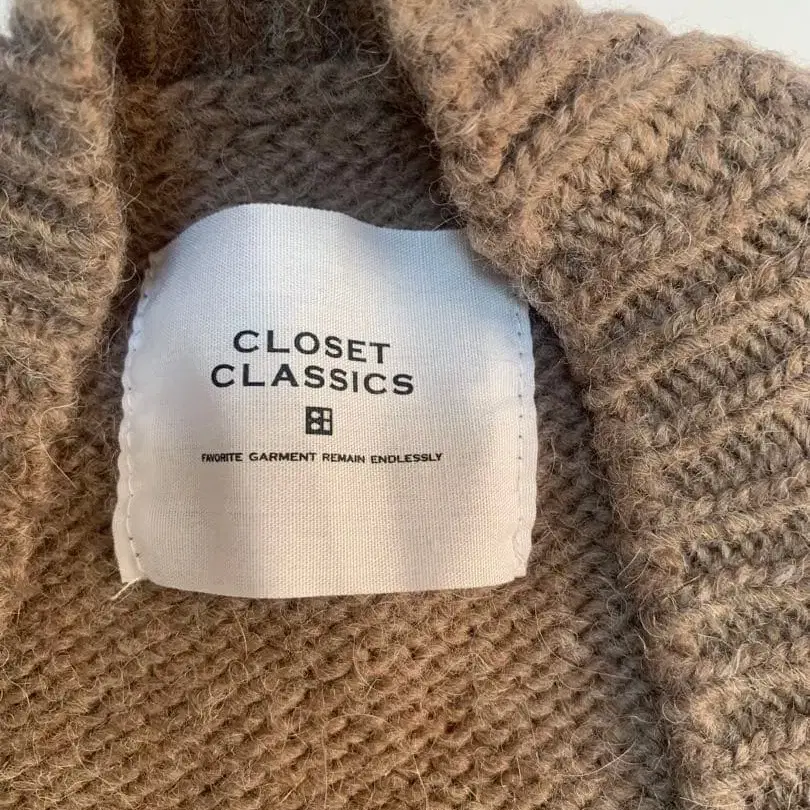 CLOSET
CLASSICS
FAVORITE GARMENT REMAIN ENDLESSLY